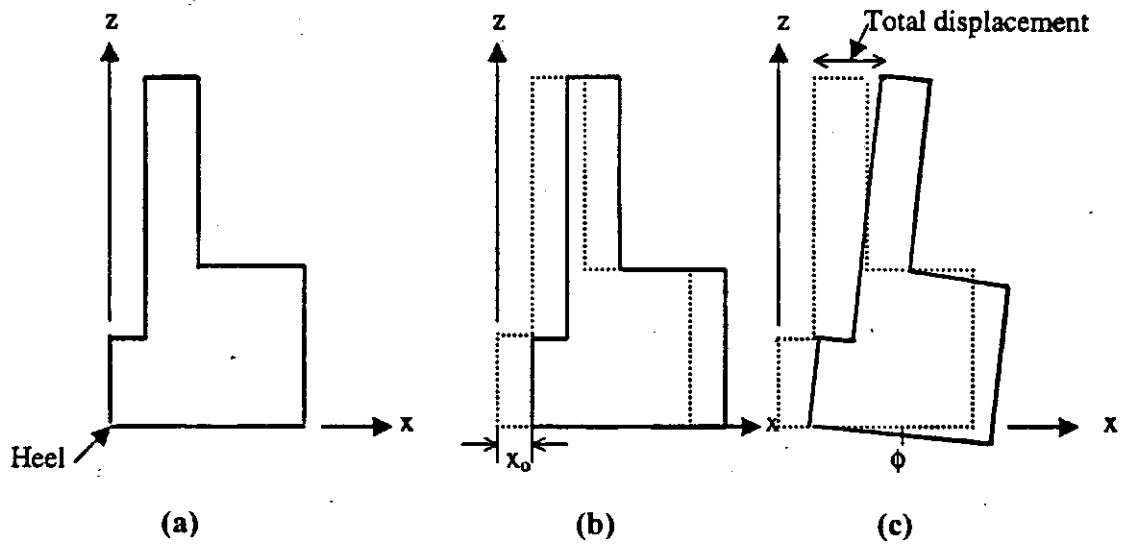 z
z
Total displacement
z
x
x
x
Heel
x₀
ϕ
(a)
(b)
(c)